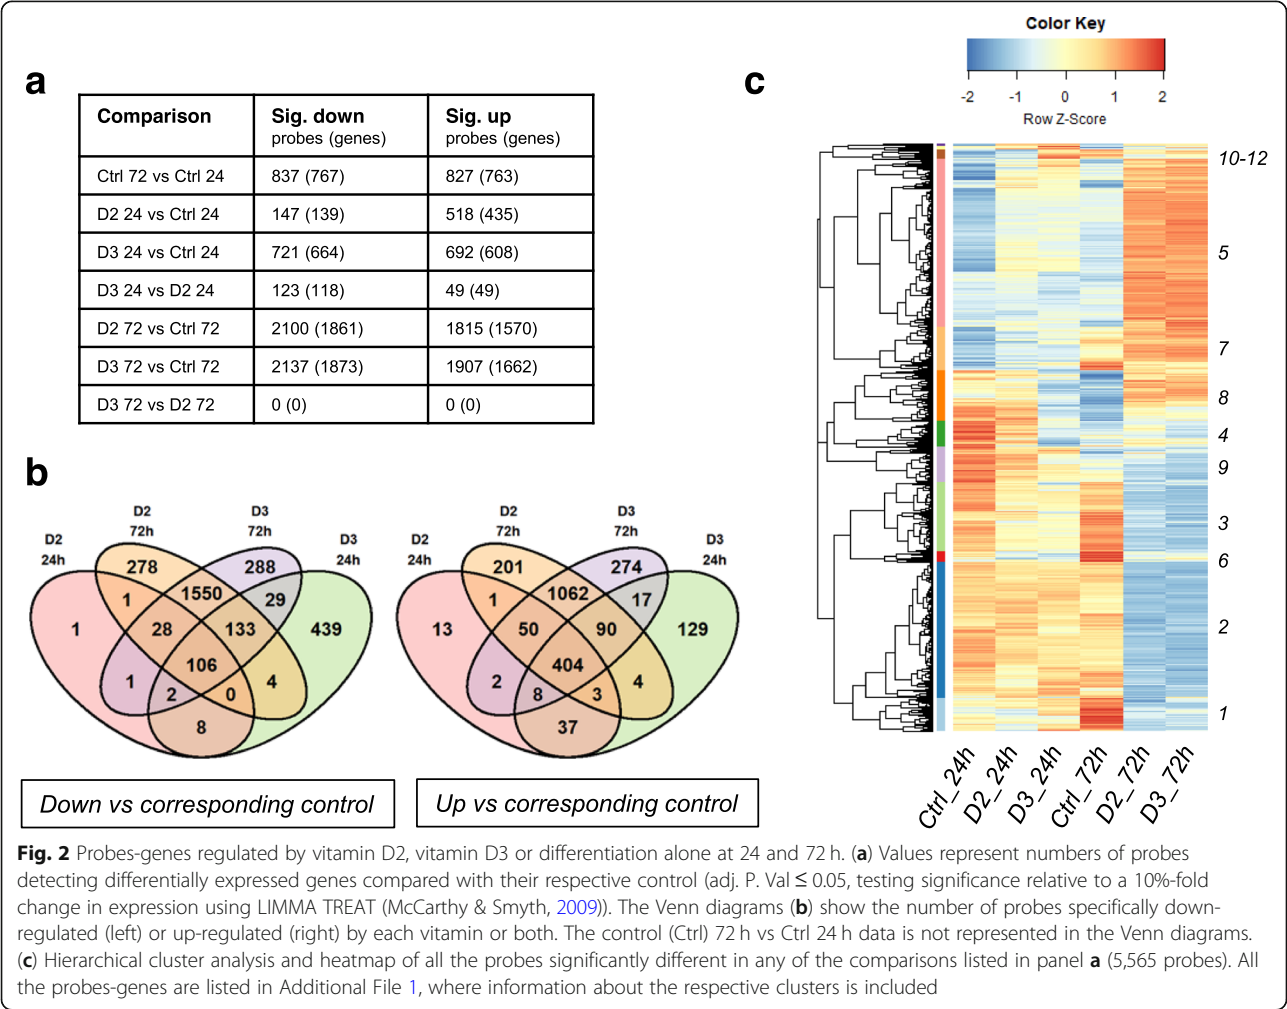 a
Comparison Sig. down Sig. up
probes (genes) probes (genes)
Ctrl 72 vs Ctrl 24 837 (767) 827 (763)
D2 24 vs Ctrl 24 147 (139) 518 (435)
D3 24 vs Ctrl 24 721 (664) 692 (608)
D3 24 vs D2 24 123 (118) 49 (49)
D2 72 vs Ctrl 72 2100 (1861) 1815 (1570)
D3 72 vs Ctrl 72 2137 (1873) 1907 (1662)
D3 72 vs D2 72 0 (0) 0 (0)
b
D2
24h
D2
72h
D3
72h
D3
24h
278 288
1 1550 29
1 28 133 439
106
1 2 0 4
8
Down vs corresponding control
D2
24h
D2
72h
D3
72h
D3
24h
201 274
1 1062 17
13 50 90 129
404
2 8 3 4
37
Up vs corresponding control
c
Color Key
-2 -1 0 1 2
Row Z-Score
10-12
5
7
8
4
9
3
6
2
1
Ctrl_24h D2_24h D3_24h Ctrl_72h D2_72h D3_72h
Fig. 2 Probes-genes regulated by vitamin D2, vitamin D3 or differentiation alone at 24 and 72 h. (a) Values represent numbers of probes
detecting differentially expressed genes compared with their respective control (adj. P. Val ≤ 0.05, testing significance relative to a 10%-fold
change in expression using LIMMA TREAT (McCarthy & Smyth, 2009)). The Venn diagrams (b) show the number of probes specifically down-
regulated (left) or up-regulated (right) by each vitamin or both. The control (Ctrl) 72 h vs Ctrl 24 h data is not represented in the Venn diagrams.
(c) Hierarchical cluster analysis and heatmap of all the probes significantly different in any of the comparisons listed in panel a (5,565 probes). All
the probes-genes are listed in Additional File 1, where information about the respective clusters is included